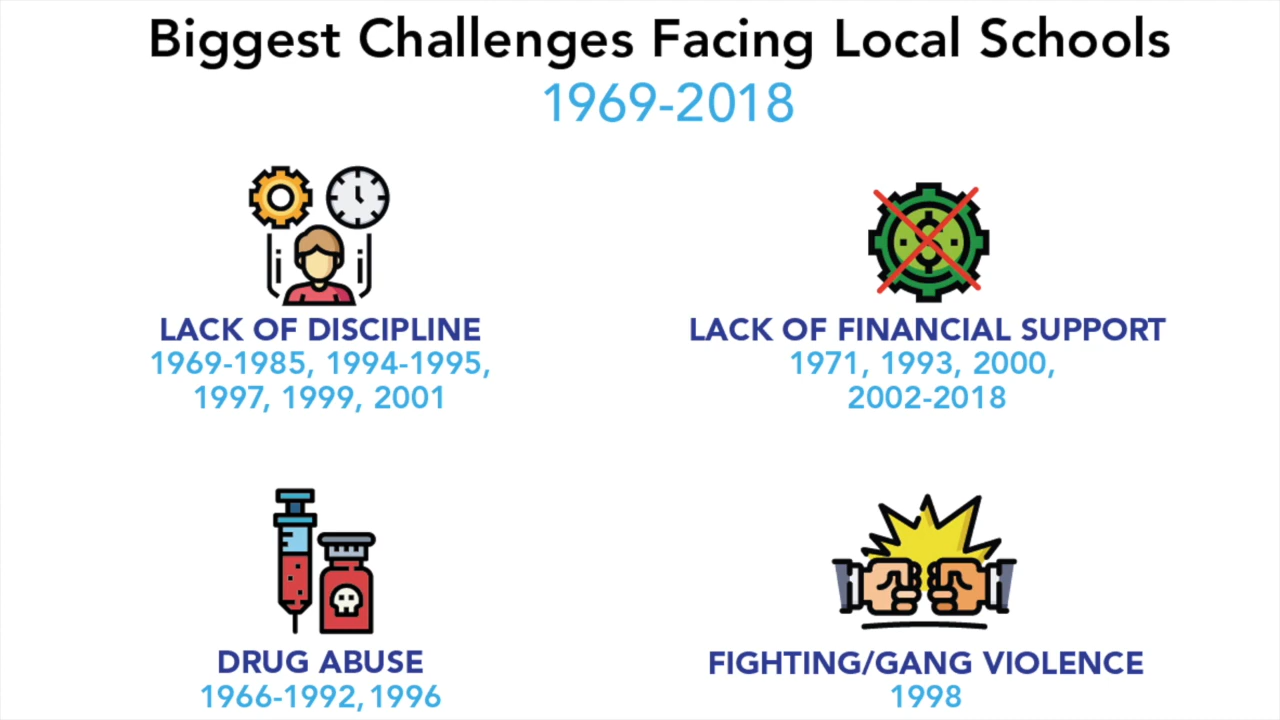 Biggest Challenges Facing Local Schools
1969-2018
LACK OF DISCIPLINE
1969-1985, 1994-1995,
1997, 1999, 2001
LACK OF FINANCIAL SUPPORT
1971, 1993, 2000,
2002-2018
DRUG ABUSE
1966-1992, 1996
FIGHTING/GANG VIOLENCE
1998